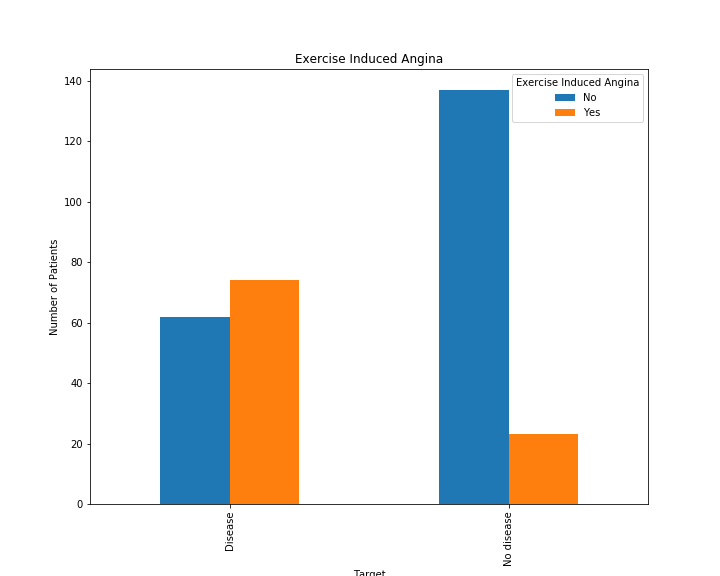 Exercise Induced Angina
Exercise Induced Angina
No
Yes
140
120
100
80
60
40
20
0
Number of Patients
Disease
No disease
Target